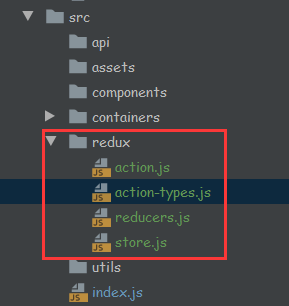 src
api
assets
components
containers
redux
JS action.js
JS action-types.js
JS reducers.js
JS store.js
utils
JS index.js